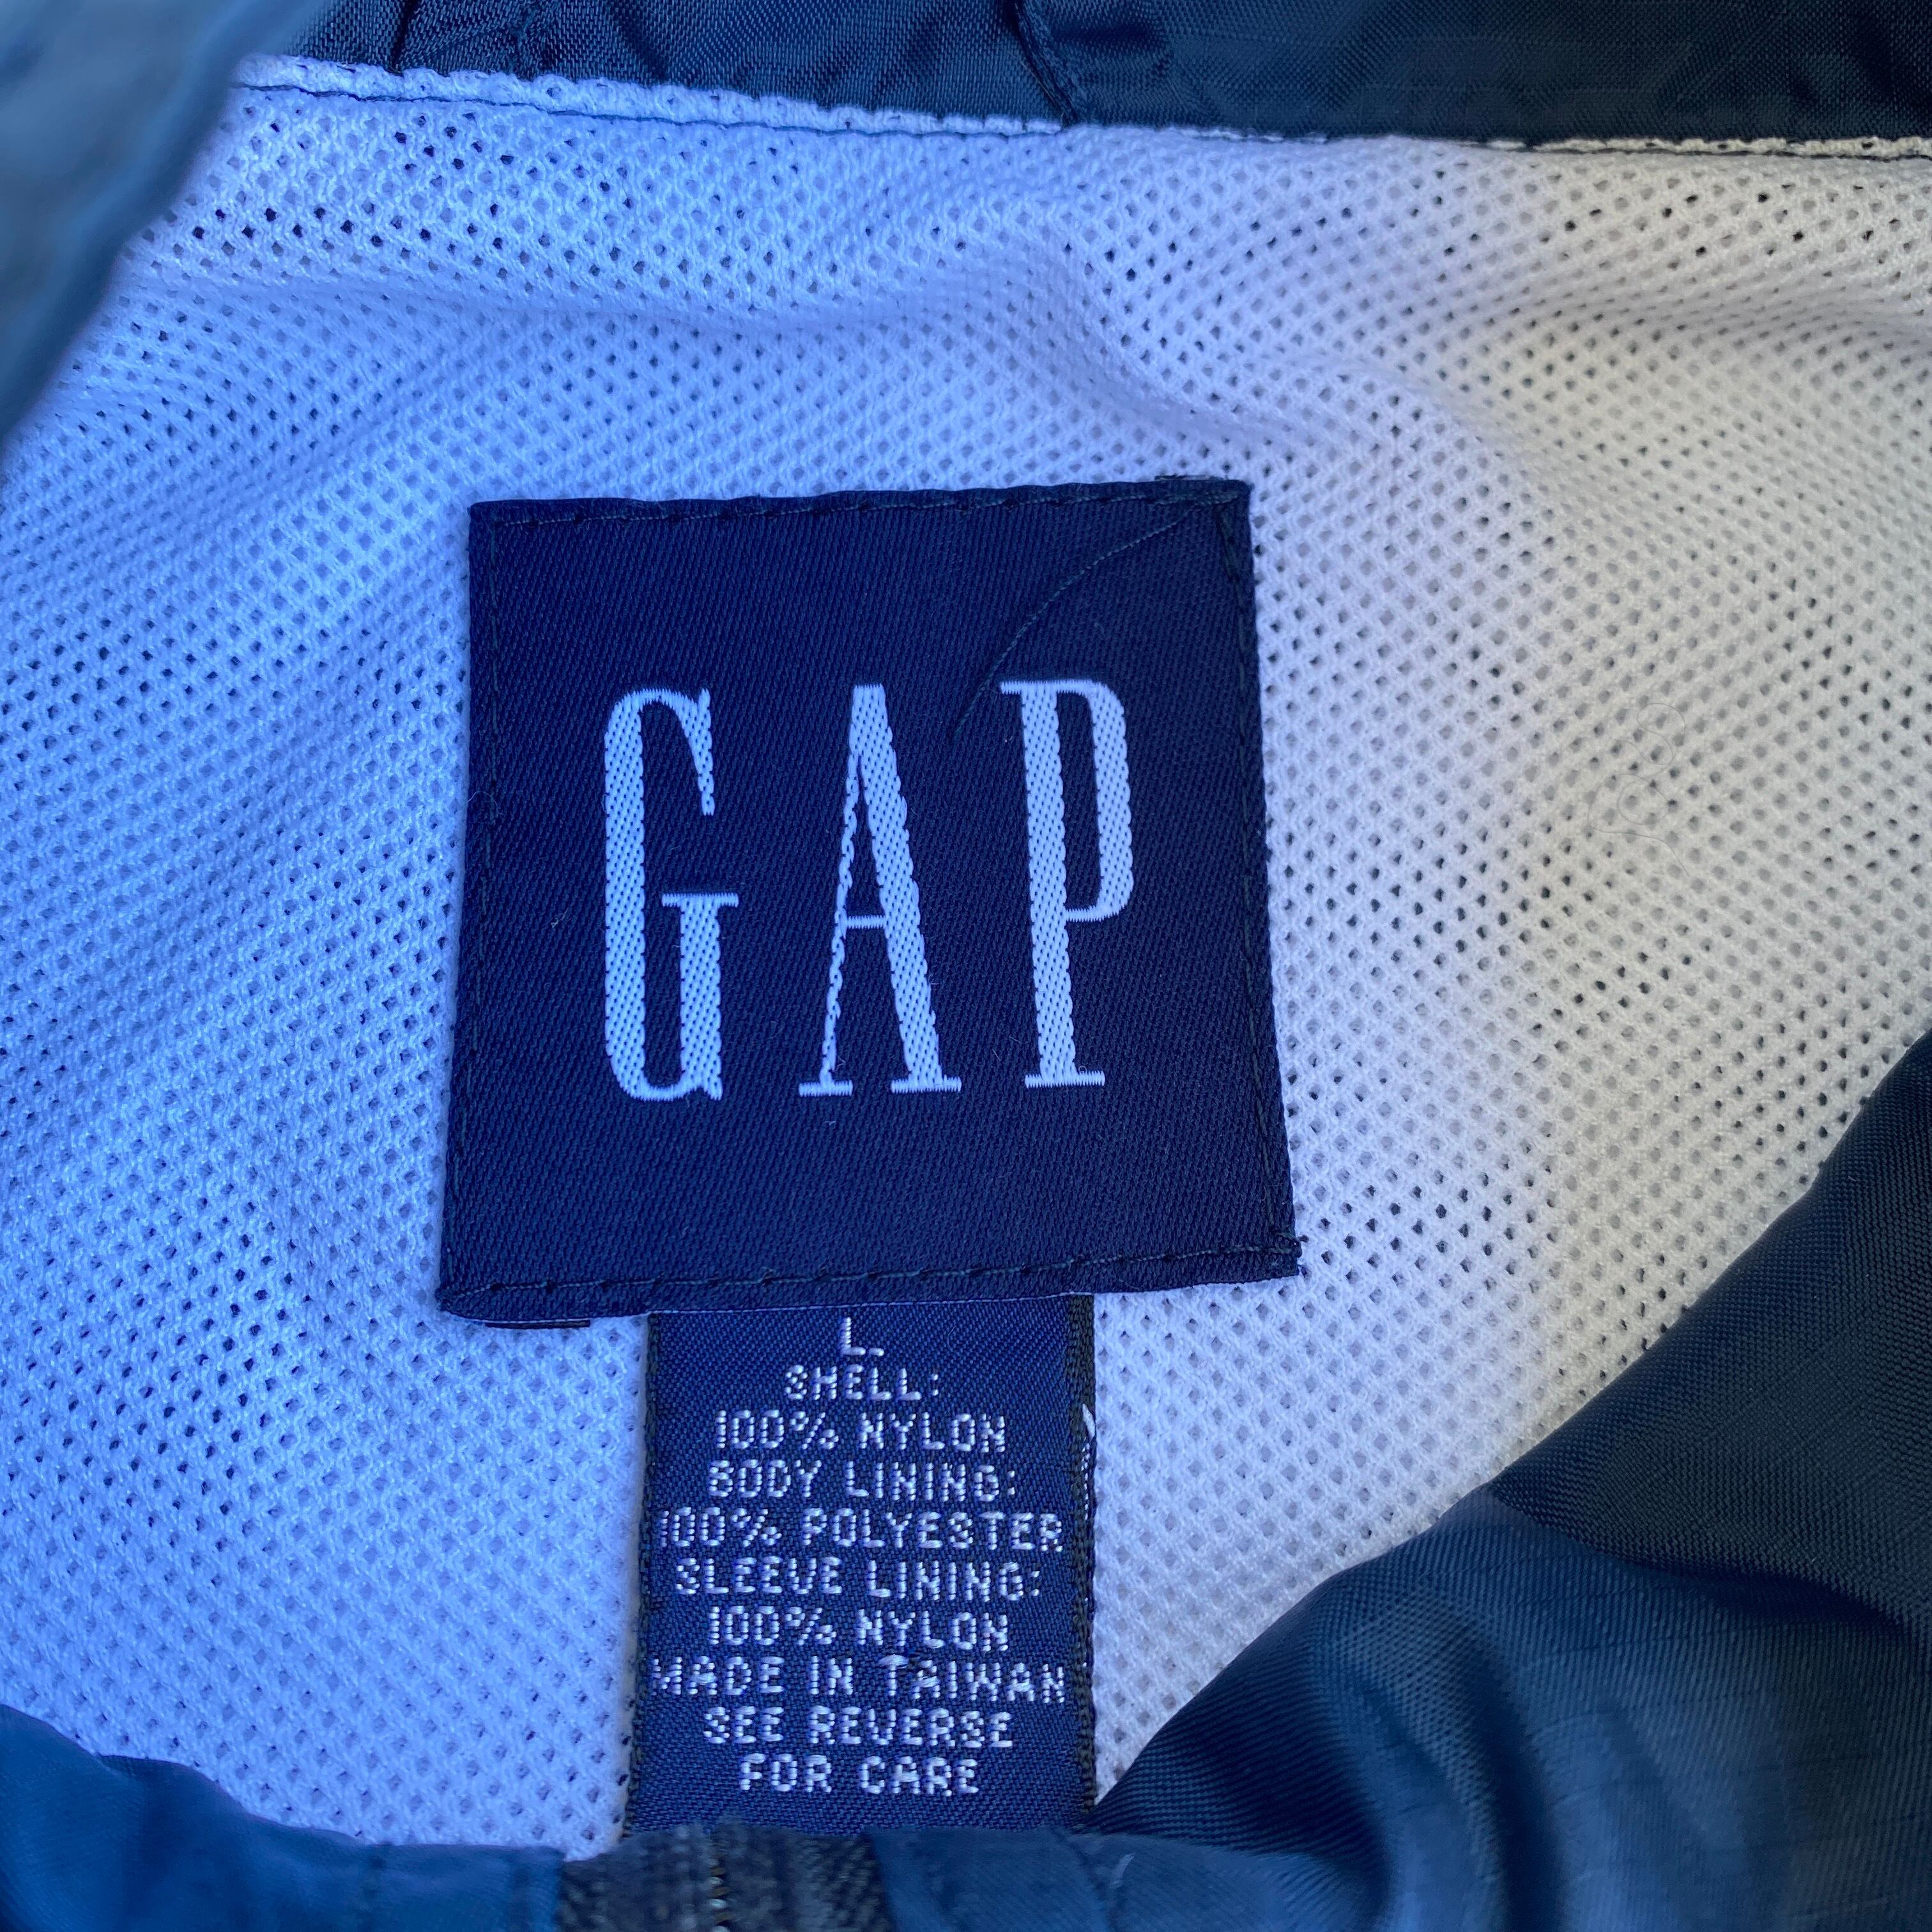 GAP
L.
SHELL:
100% NYLON
BODY LINING:
100% POLYESTER
SLEEVE LINING:
100% NYLON
MADE IN TAIWAN
SEE REVERSE
FOR CARE